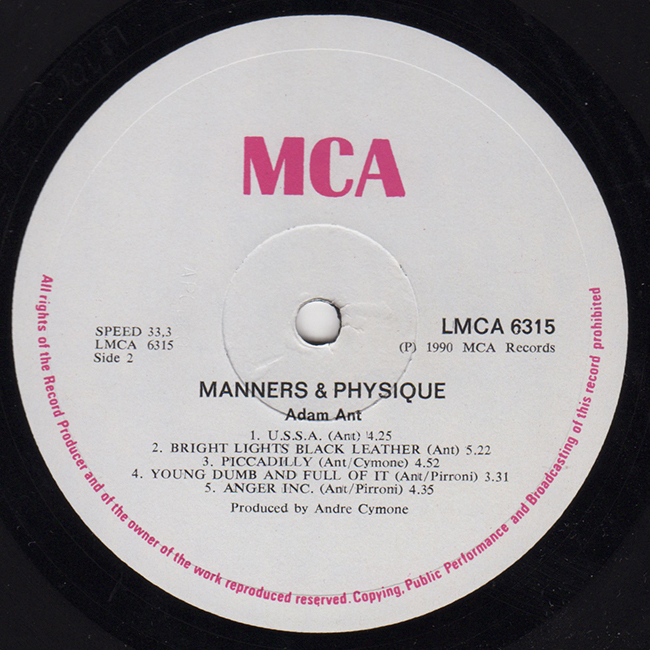 MCA
SPEED 33,3
LMCA 6315
Side 2
LMCA 6315
(P) 1990 MCA Records
MANNERS & PHYSIQUE
Adam Ant
1. U.S.S.A. (Ant) 4.25
2. BRIGHT LIGHTS BLACK LEATHER (Ant) 5.22
3. PICCADILLY (Ant/Cymone) 4.52
4. YOUNG DUMB AND FULL OF IT (Ant/Pirroni) 3.31
5. ANGER INC. (Ant/Pirroni) 4.35
Produced by Andre Cymone
All rights of the Record Producer and of the owner of the work reproduced reserved. Copying, Public Performance and Broadcasting of this record prohibited